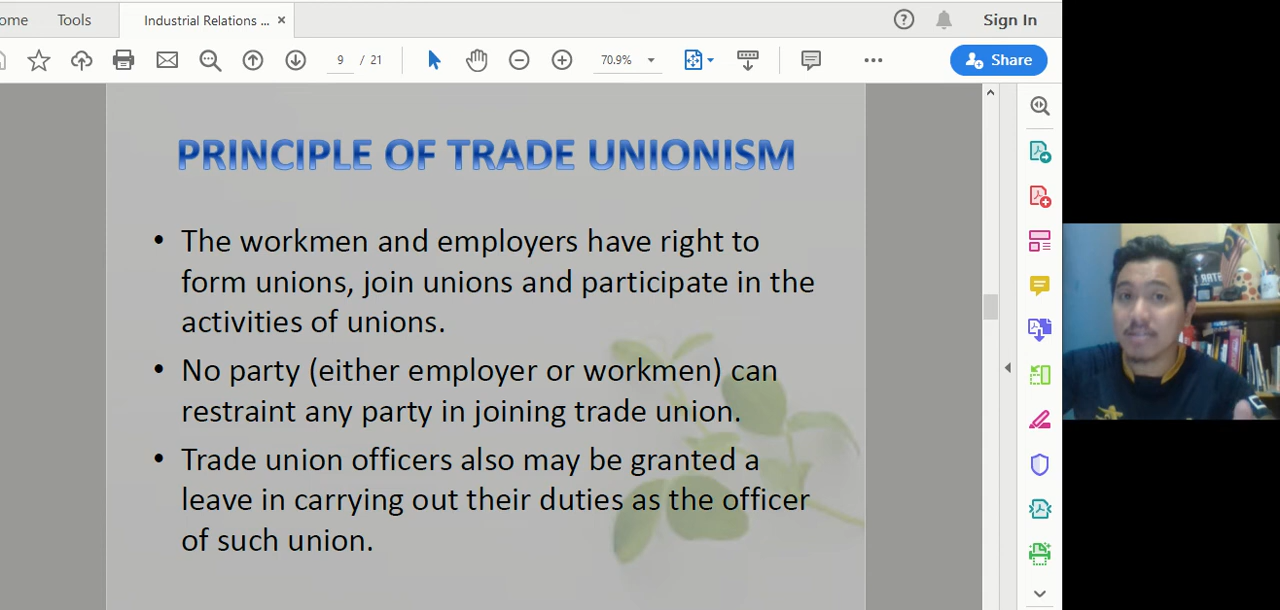 ome
Tools
Industrial Relations ...
Sign In
9 / 21
70.9%
Share
PRINCIPLE OF TRADE UNIONISM
• The workmen and employers have right to
form unions, join unions and participate in the
activities of unions.
• No party (either employer or workmen) can
restraint any party in joining trade union.
• Trade union officers also may be granted a
leave in carrying out their duties as the officer
of such union.